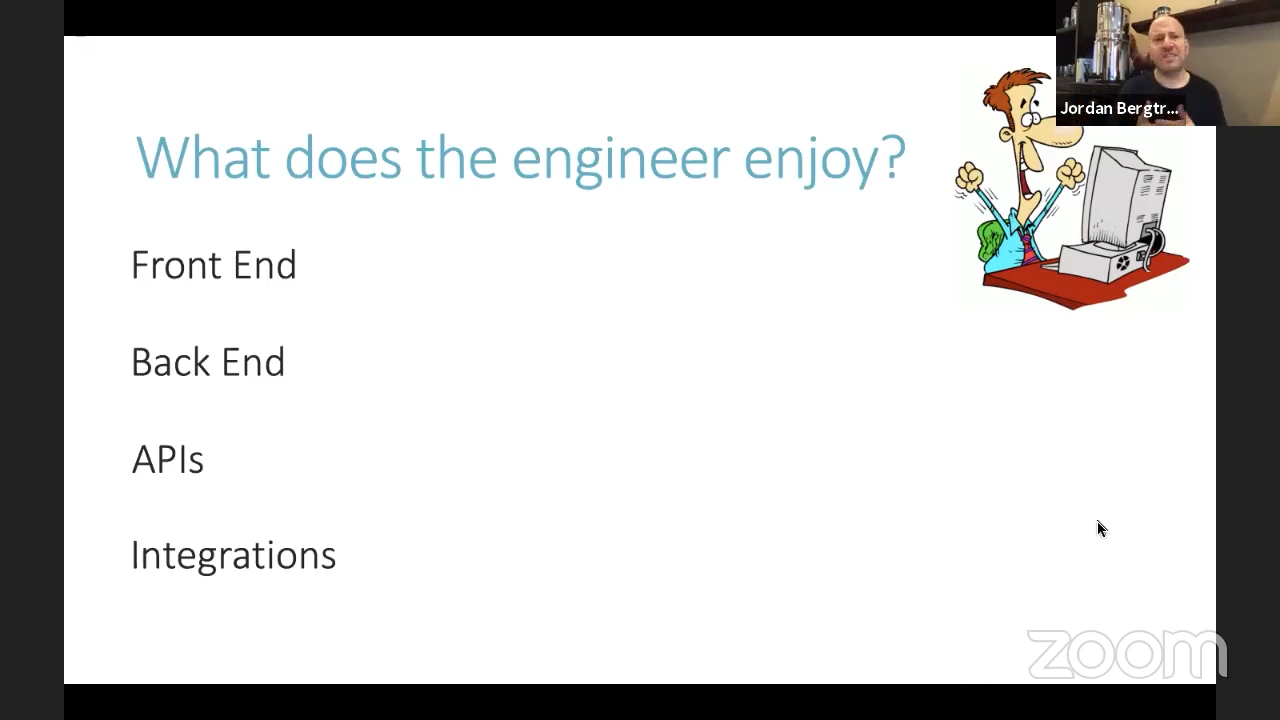 What does the engineer enjoy?
Jordan Bergtr...
Front End
Back End
APIs
Integrations
zoom